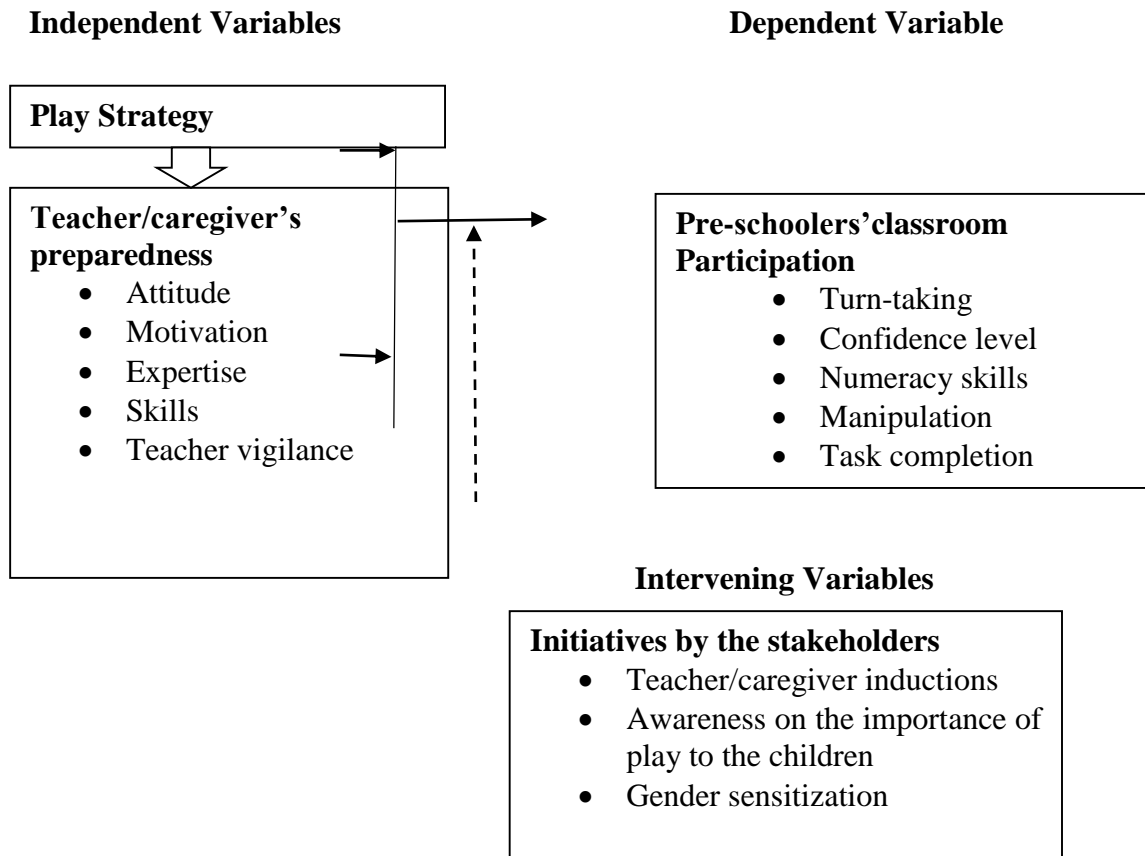 Independent Variables
Dependent Variable
Play Strategy
Teacher/caregiver’s
preparedness
• Attitude
• Motivation
• Expertise
• Skills
• Teacher vigilance
Pre-schoolers’classroom
Participation
• Turn-taking
• Confidence level
• Numeracy skills
• Manipulation
• Task completion
Intervening Variables
Initiatives by the stakeholders
• Teacher/caregiver inductions
• Awareness on the importance of
play to the children
• Gender sensitization